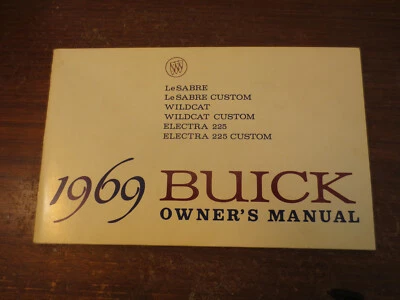 LeSABRE
LeSABRE CUSTOM
WILDCAT
WILDCAT CUSTOM
ELECTRA 225
ELECTRA 225 CUSTOM
1969 BUICK
OWNER'S MANUAL